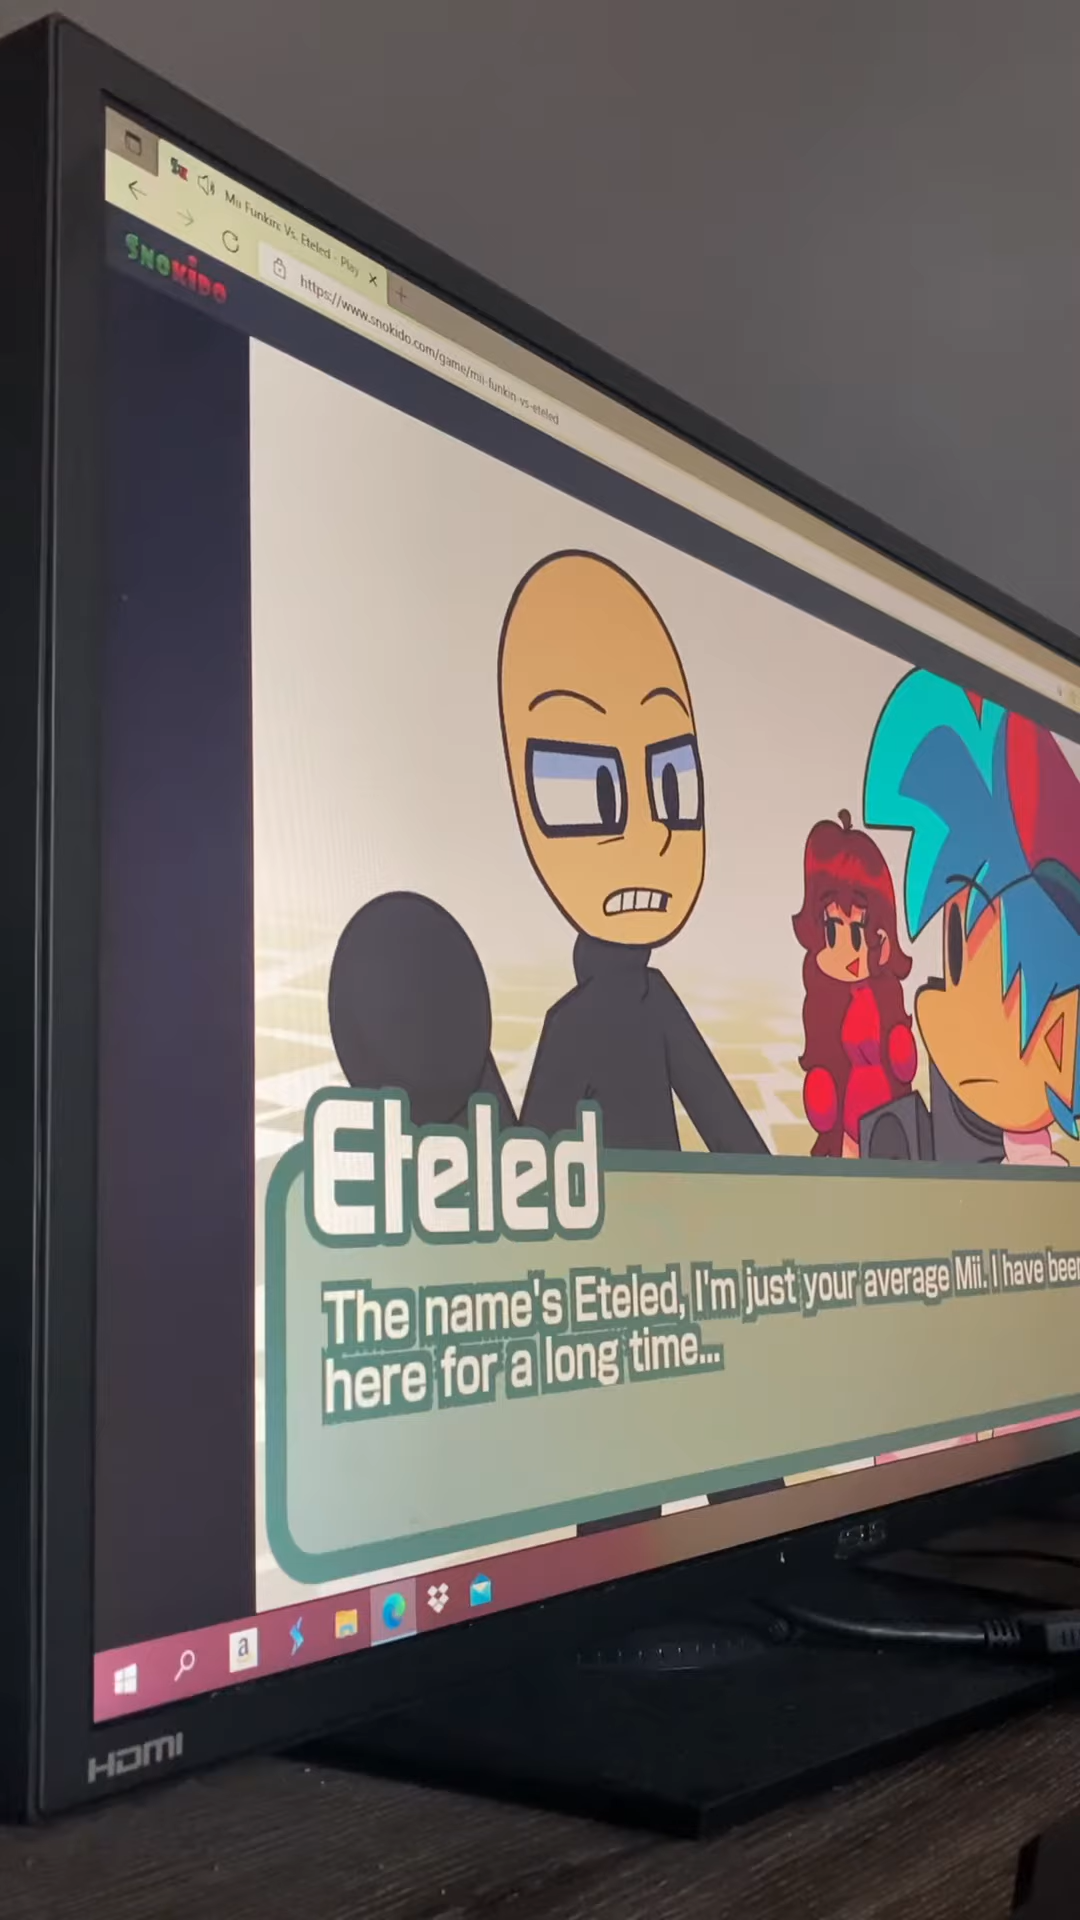 Mii Funkin: Vs. Eteled - Play
SNOKIDO
https://www.snokido.com/game/mii-funkin-vs-eteled
Eteled
The name's Eteled, I'm just your average Mii. I have been
here for a long time...
a
HDMI
ASUS